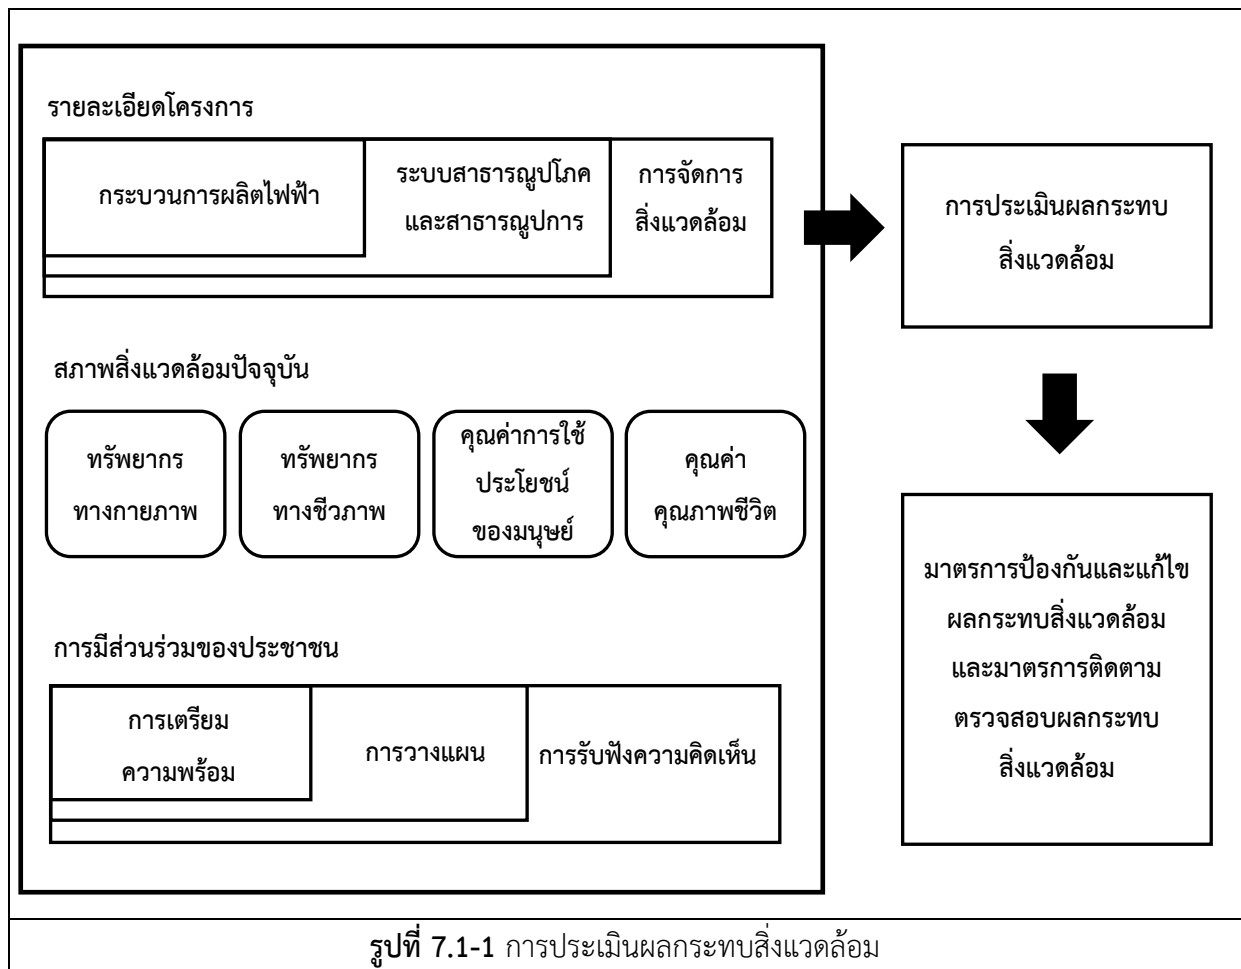 รายละเอียดโครงการ
กระบวนการผลิตไฟฟ้า
ระบบสาธารณูปโภค
และสาธารณูปการ
การจัดการ
สิ่งแวดล้อม
การประเมินผลกระทบ
สิ่งแวดล้อม
สภาพสิ่งแวดล้อมปัจจุบัน
ทรัพยากร
ทางกายภาพ
ทรัพยากร
ทางชีวภาพ
คุณค่าการใช้
ประโยชน์
ของมนุษย์
คุณค่า
คุณภาพชีวิต
การมีส่วนร่วมของประชาชน
การเตรียม
ความพร้อม
การวางแผน
การรับฟังความคิดเห็น
มาตรการป้องกันและแก้ไข
ผลกระทบสิ่งแวดล้อม
และมาตรการติดตาม
ตรวจสอบผลกระทบ
สิ่งแวดล้อม
รูปที่ 7.1-1 การประเมินผลกระทบสิ่งแวดล้อม